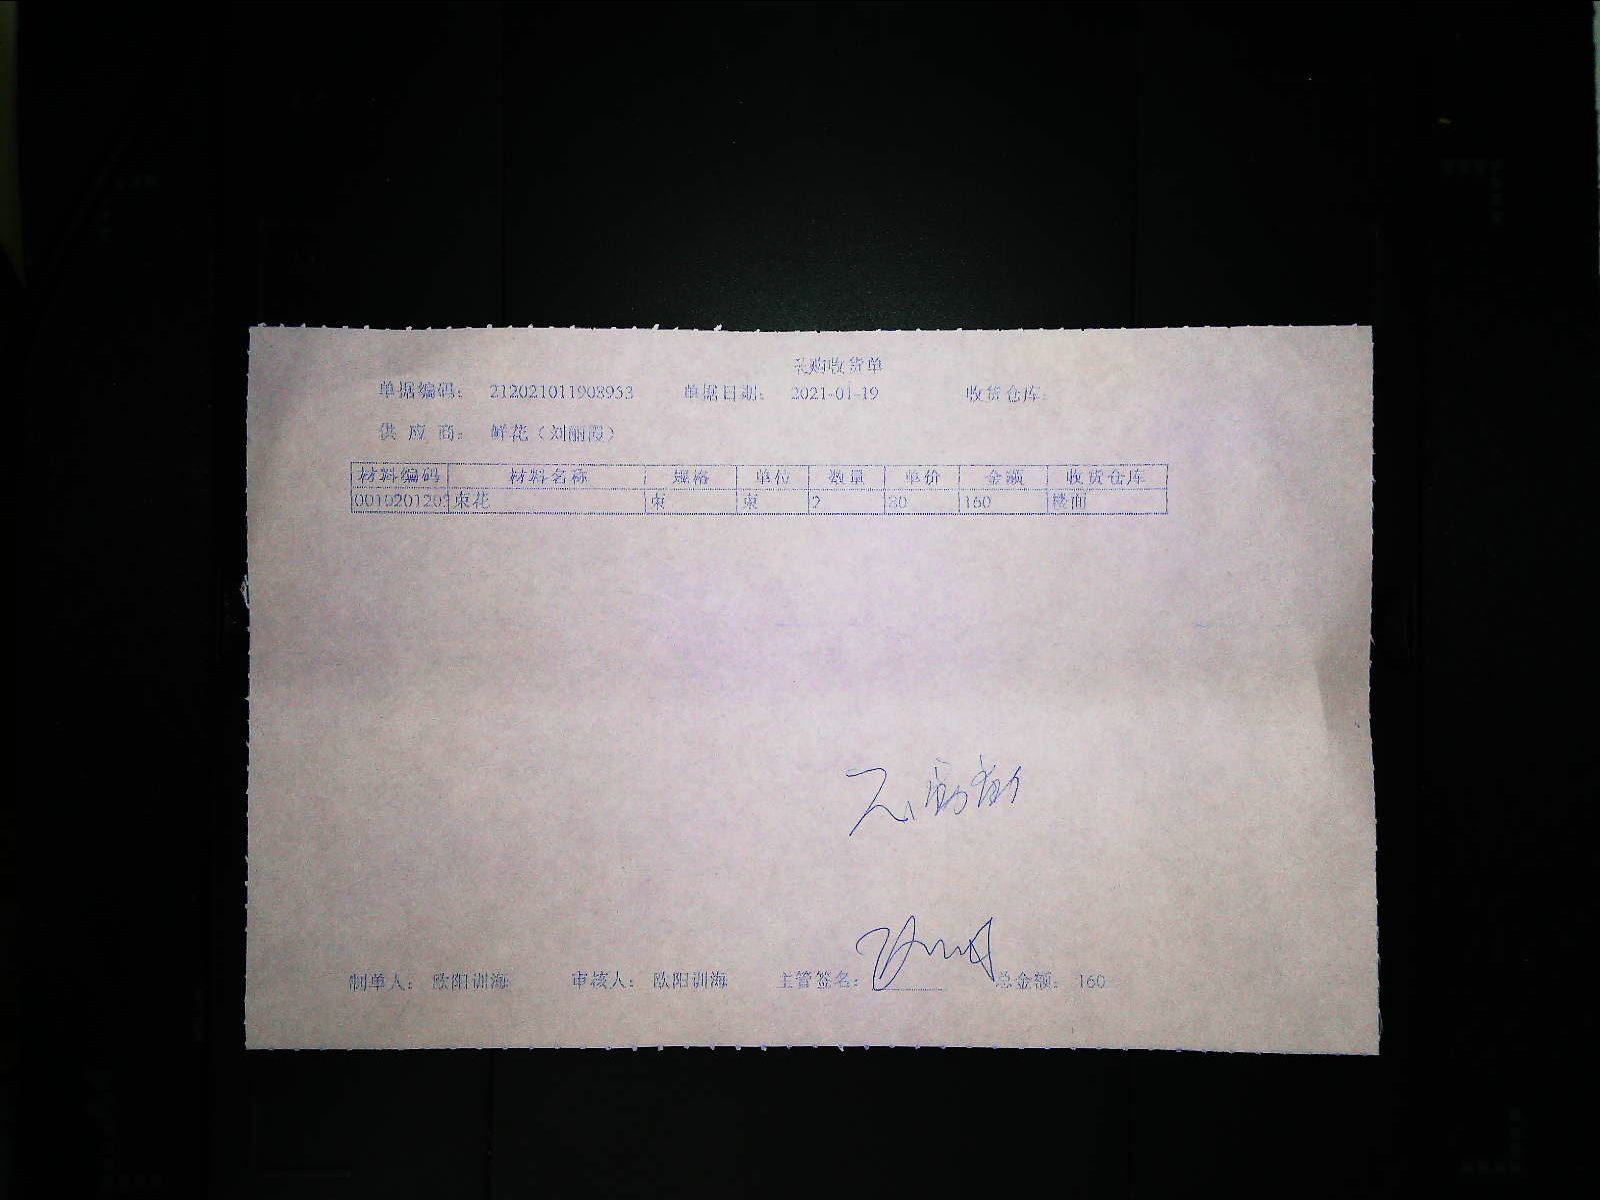 采购收货单
单据编码： 212021011908953 单据日期： 2021-01-19 收货仓库：
供 应 商： 鲜花（刘丽霞）
材料编码 材料名称 规格 单位 数量 单价 金额 收货仓库
束花 束 束 2 80 160 楼面
制单人： 欧阳训海 审核人： 欧阳训海 主管签名： 总金额： 160